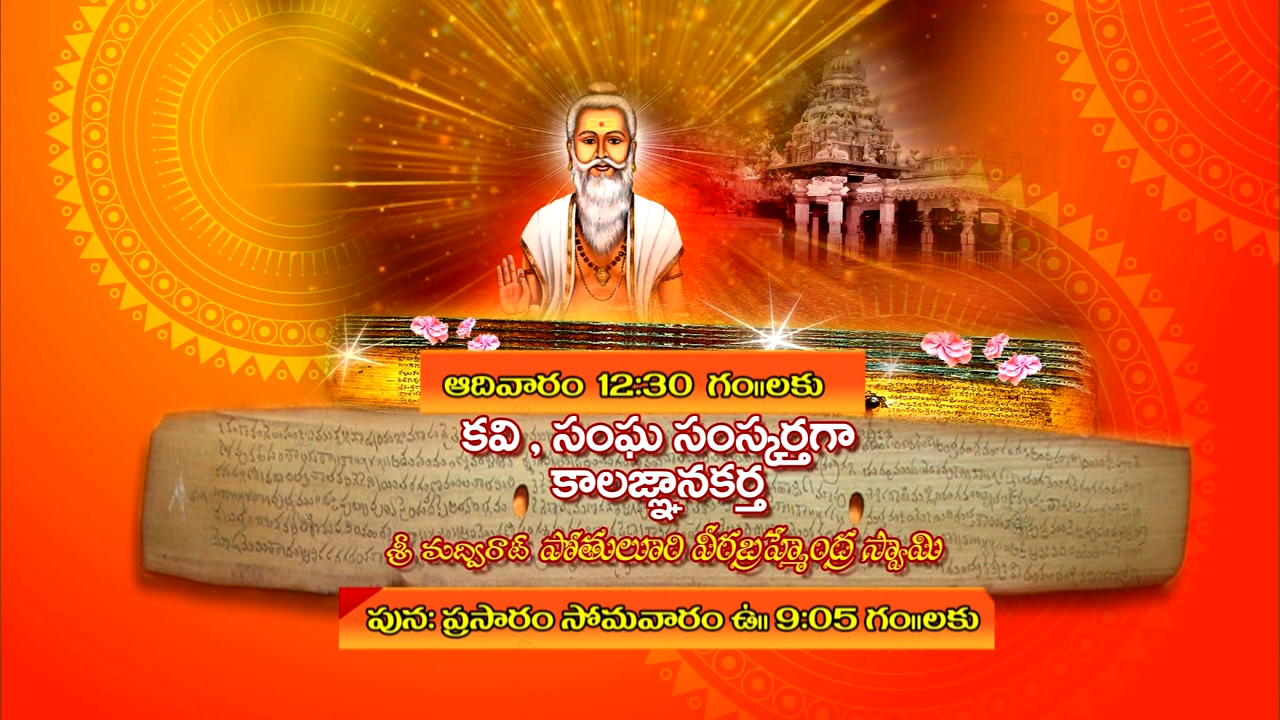 ఆదివారం 12:30 గం॥లకు
కవి , సంఘ సంస్కర్తగా
కాలజ్ఞానకర్త
శ్రీ మద్విరాట్ పోతులూరి వీరబ్రహ్మేంద్ర స్వామి
పున: ప్రసారం సోమవారం ఉ॥ 9:05 గం॥లకు